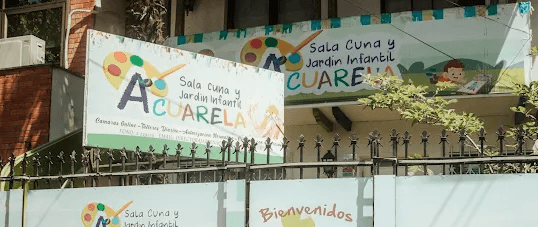 Sala Cuna y
Jardín Infantil
ACUARELA
Sala Cuna y
Jardín Infantil
ACUARELA
Sala Cuna y
Jardín Infantil
Bienvenidos